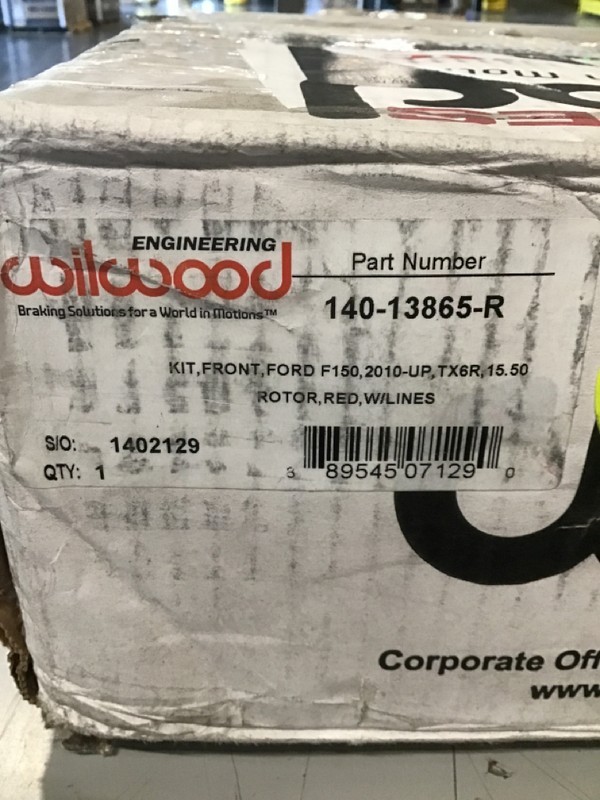 ENGINEERING
wilwood
Braking Solutions for a World in Motions™
Part Number
140-13865-R
KIT,FRONT,FORD F150,2010-UP,TX6R,15.50
ROTOR,RED,W/LINES
S/O: 1402129
QTY: 1
3 89545 07129 0
Corporate Off
www